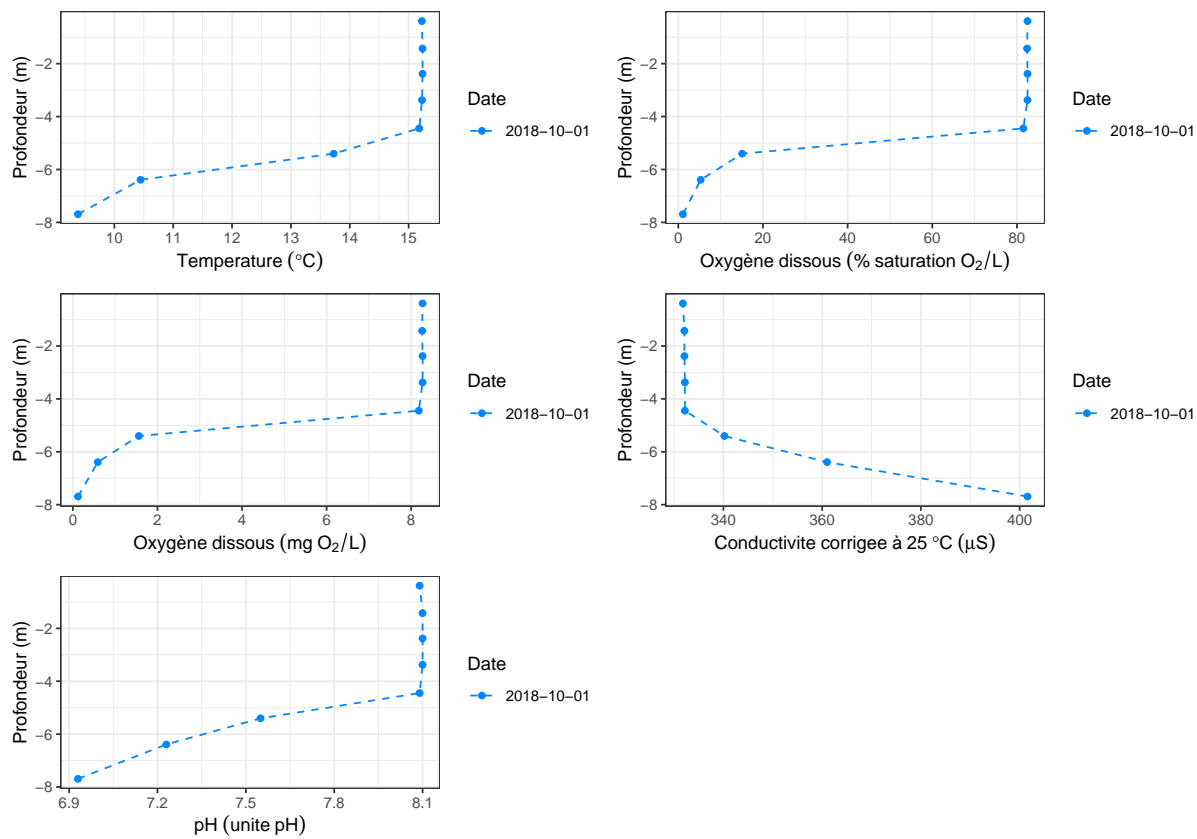 Profondeur (m)
−2
−4
−6
−8
10 11 12 13 14 15
Temperature (°C)
Date
2018−10−01
Profondeur (m)
−2
−4
−6
−8
0 20 40 60 80
Oxygène dissous (% saturation O₂/L)
Date
2018−10−01
Profondeur (m)
−2
−4
−6
−8
0 2 4 6 8
Oxygène dissous (mg O₂/L)
Date
2018−10−01
Profondeur (m)
−2
−4
−6
−8
340 360 380 400
Conductivite corrigee à 25 °C (μS)
Date
2018−10−01
Profondeur (m)
−2
−4
−6
−8
6.9 7.2 7.5 7.8 8.1
pH (unite pH)
Date
2018−10−01